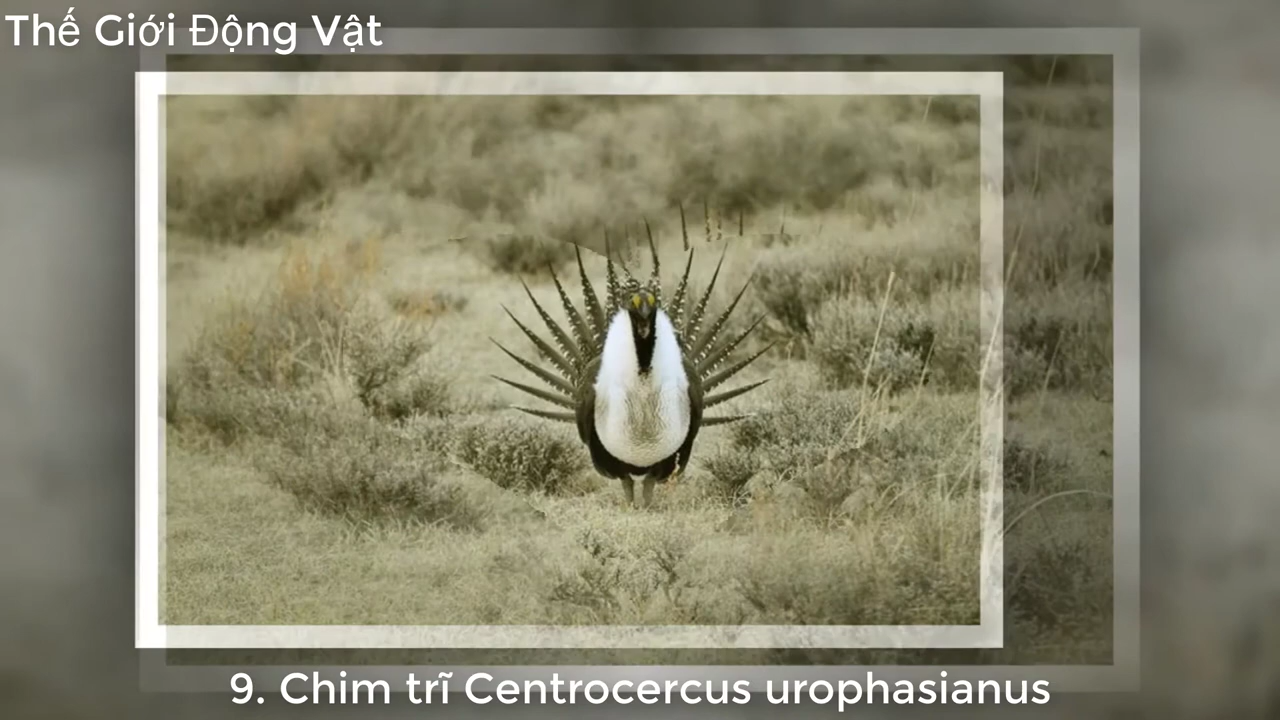 Thế Giới Động Vật
9. Chim trĩ Centrocercus urophasianus